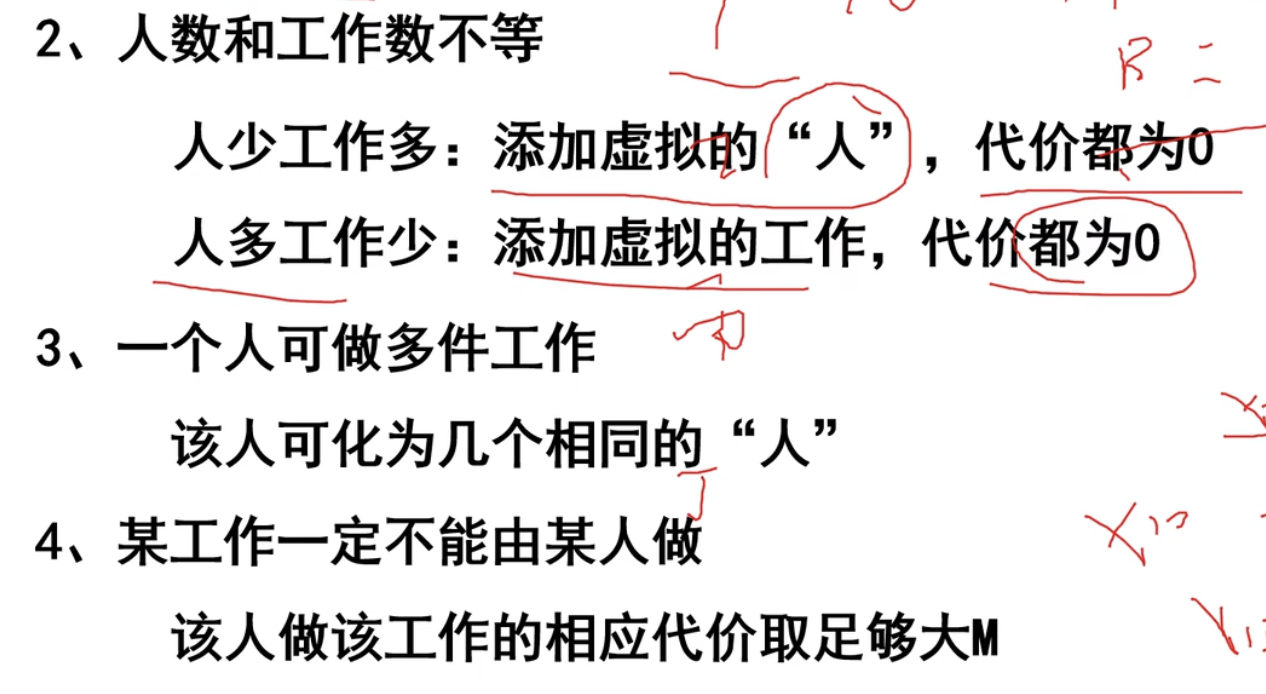 2、人数和工作数不等
R =
人少工作多：添加虚拟的“人”，代价都为0
人多工作少：添加虚拟的工作，代价都为0
3、一个人可做多件工作
该人可化为几个相同的“人”
4、某工作一定不能由某人做
该人做该工作的相应代价取足够大M